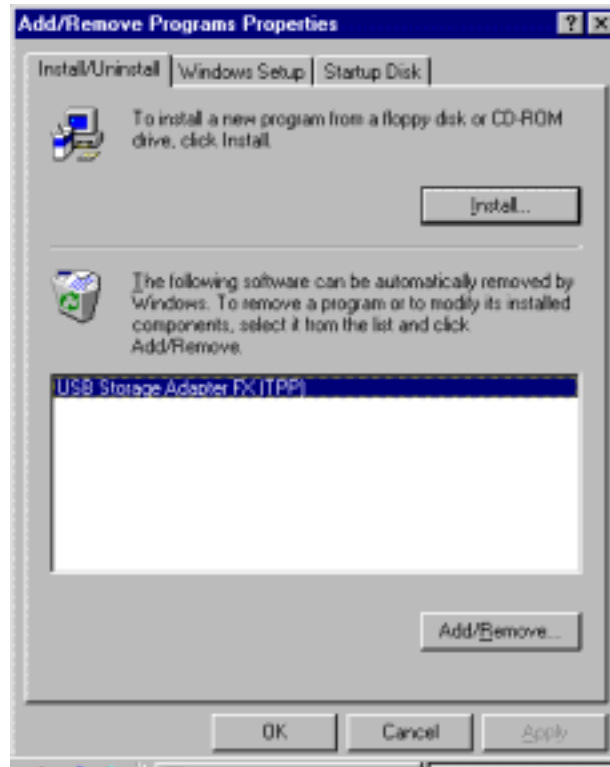 Add/Remove Programs Properties
Install/Uninstall Windows Setup Startup Disk
To install a new program from a floppy disk or CD-ROM
drive, click Install.
Install...
The following software can be automatically removed by
Windows. To remove a program or to modify its installed
components, select it from the list and click
Add/Remove.
USB Storage Adapter FX (TPP)
Add/Remove...
OK Cancel Apply